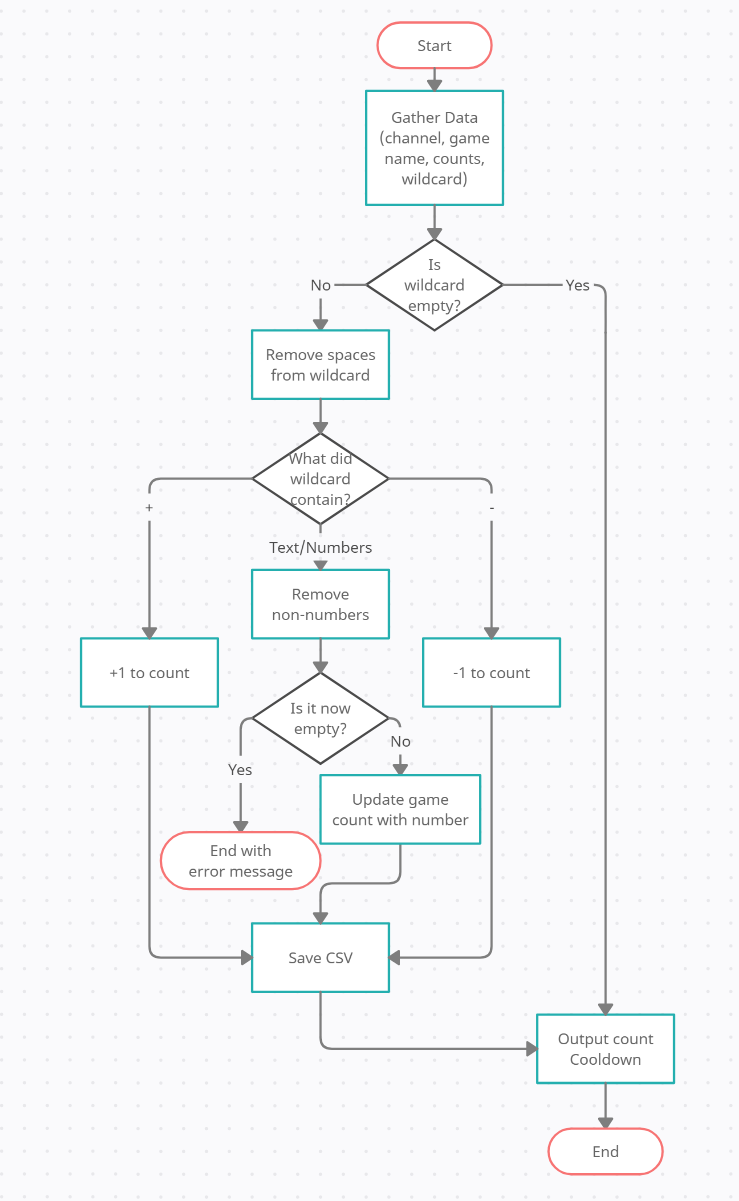 Start
Gather Data
(channel, game
name, counts,
wildcard)
Is
wildcard
empty?
No
Yes
Remove spaces
from wildcard
What did
wildcard
contain?
+
-
Text/Numbers
Remove
non-numbers
+1 to count
-1 to count
Is it now
empty?
No
Yes
Update game
count with number
End with
error message
Save CSV
Output count
Cooldown
End